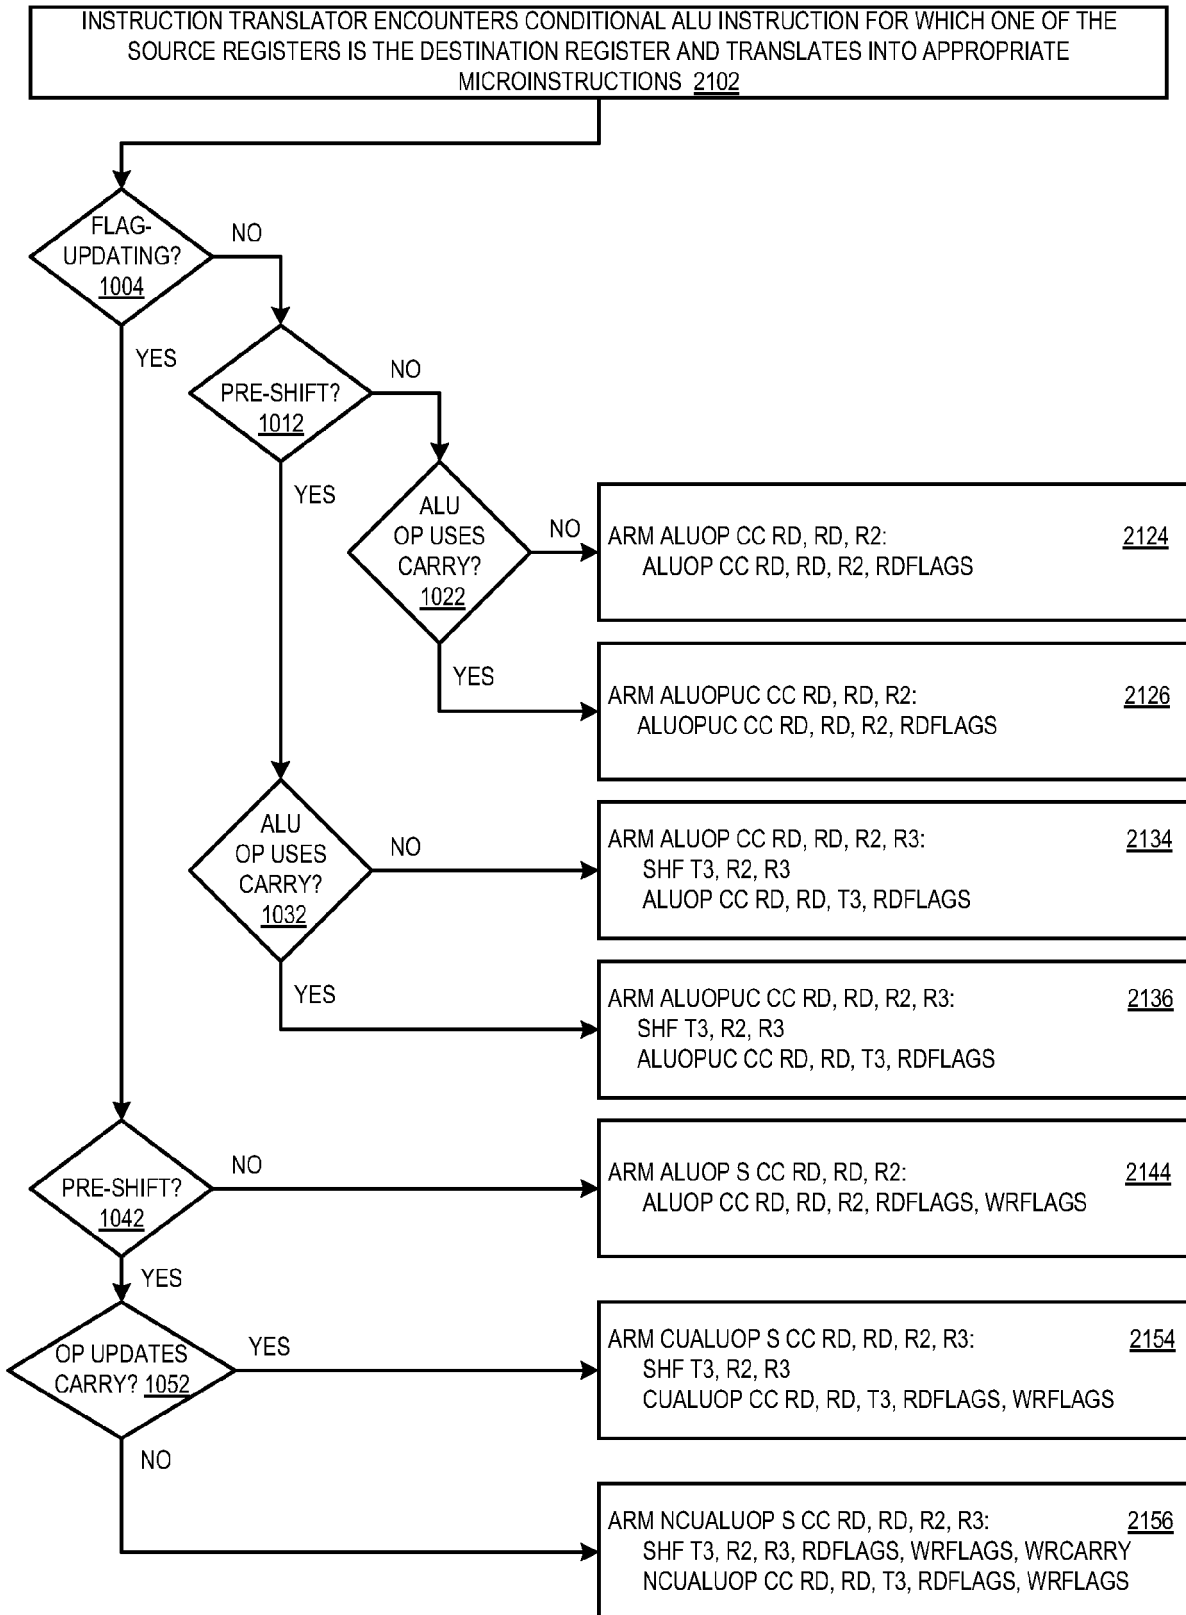 INSTRUCTION TRANSLATOR ENCOUNTERS CONDITIONAL ALU INSTRUCTION FOR WHICH ONE OF THE
SOURCE REGISTERS IS THE DESTINATION REGISTER AND TRANSLATES INTO APPROPRIATE
MICROINSTRUCTIONS 2102
FLAG-
UPDATING?
1004
NO
YES
PRE-SHIFT?
1012
NO
YES
ALU
OP USES
CARRY?
1022
NO
YES
ARM ALUOP CC RD, RD, R2: 2124
ALUOP CC RD, RD, R2, RDFLAGS
ARM ALUOPUC CC RD, RD, R2: 2126
ALUOPUC CC RD, RD, R2, RDFLAGS
ALU
OP USES
CARRY?
1032
NO
YES
ARM ALUOP CC RD, RD, R2, R3: 2134
SHF T3, R2, R3
ALUOP CC RD, RD, T3, RDFLAGS
ARM ALUOPUC CC RD, RD, R2, R3: 2136
SHF T3, R2, R3
ALUOPUC CC RD, RD, T3, RDFLAGS
PRE-SHIFT?
1042
NO
YES
ARM ALUOP S CC RD, RD, R2: 2144
ALUOP CC RD, RD, R2, RDFLAGS, WRFLAGS
OP UPDATES
CARRY? 1052
YES
NO
ARM CUALUOP S CC RD, RD, R2, R3: 2154
SHF T3, R2, R3
CUALUOP CC RD, RD, T3, RDFLAGS, WRFLAGS
ARM NCUALUOP S CC RD, RD, R2, R3: 2156
SHF T3, R2, R3, RDFLAGS, WRFLAGS, WRCARRY
NCUALUOP CC RD, RD, T3, RDFLAGS, WRFLAGS